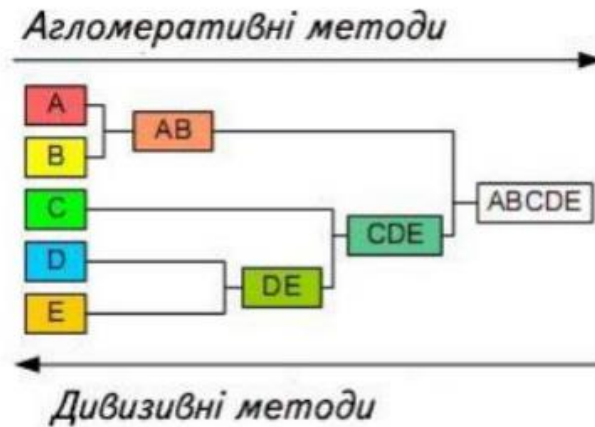 Агломеративні методи
A
AB
B
ABCDE
C
CDE
D
DE
E
Дивизивні методи